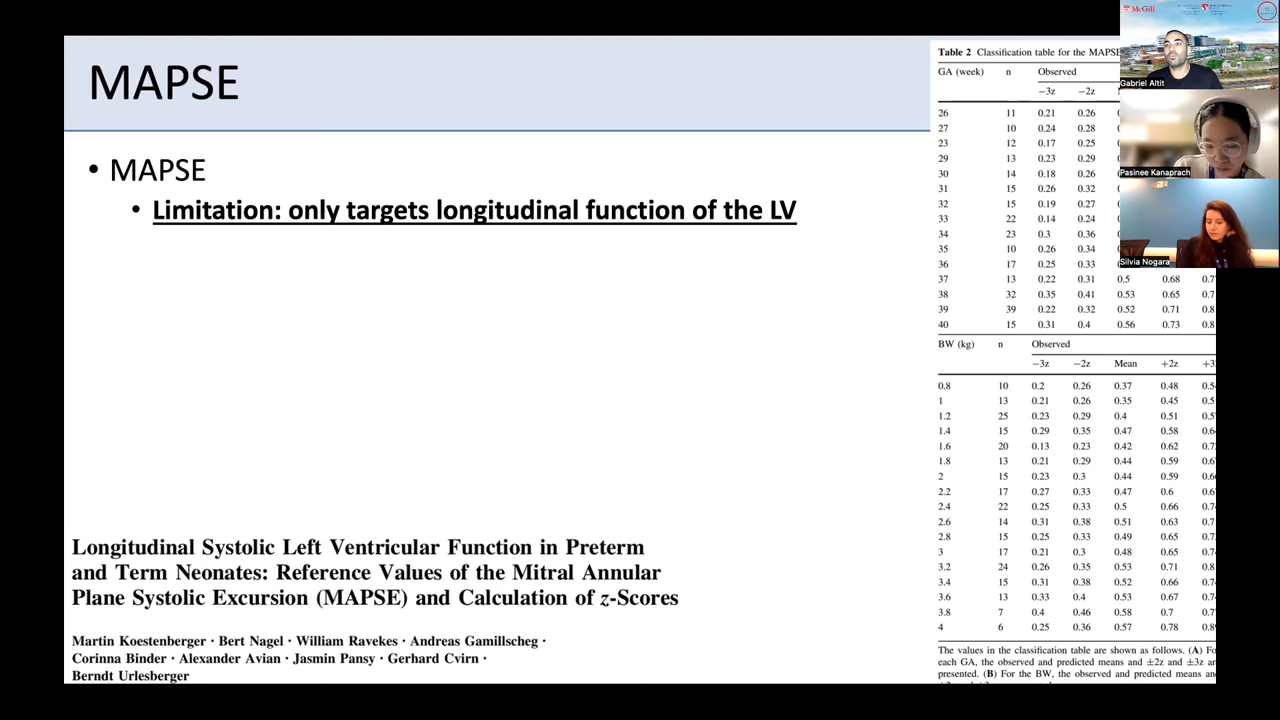 MAPSE
• MAPSE
• Limitation: only targets longitudinal function of the LV
Longitudinal Systolic Left Ventricular Function in Preterm
and Term Neonates: Reference Values of the Mitral Annular
Plane Systolic Excursion (MAPSE) and Calculation of z-Scores
Martin Koestenberger · Bert Nagel · William Ravekes · Andreas Gamillscheg ·
Corinna Binder · Alexander Avian · Jasmin Pansy · Gerhard Cvirn ·
Berndt Urlesberger
Table 2 Classification table for the MAPSE
GA (week) n Observed
−3z −2z
26 11 0.21 0.26
27 10 0.24 0.28
23 12 0.17 0.25
29 13 0.23 0.29
30 14 0.18 0.26
31 15 0.26 0.32
32 15 0.19 0.27
33 22 0.14 0.24
34 23 0.3 0.36
35 10 0.26 0.34
36 17 0.25 0.33
37 13 0.22 0.31 0.5 0.68
38 32 0.35 0.41 0.53 0.65
39 39 0.22 0.32 0.52 0.71
40 15 0.31 0.4 0.56 0.73
BW (kg) n Observed
−3z −2z Mean +2z
0.8 10 0.2 0.26 0.37 0.48
1 13 0.21 0.26 0.35 0.45
1.2 25 0.23 0.29 0.4 0.51
1.4 15 0.29 0.35 0.47 0.58
1.6 20 0.13 0.23 0.42 0.62
1.8 13 0.21 0.29 0.44 0.59
2 15 0.23 0.3 0.44 0.59
2.2 17 0.27 0.33 0.47 0.6
2.4 22 0.25 0.33 0.5 0.66
2.6 14 0.31 0.38 0.51 0.63
2.8 15 0.25 0.33 0.49 0.65
3 17 0.21 0.3 0.48 0.65
3.2 24 0.26 0.35 0.53 0.71
3.4 15 0.31 0.38 0.52 0.66
3.6 13 0.33 0.4 0.53 0.67
3.8 7 0.4 0.46 0.58 0.7
4 6 0.25 0.36 0.57 0.78
The values in the classification table are shown as follows. (A)
each GA, the observed and predicted means and ±2z and ±3z
presented. (B) For the BW, the observed and predicted means
McGill
Gabriel Altit
Pasinee Kanaprach
Silvia Nogara